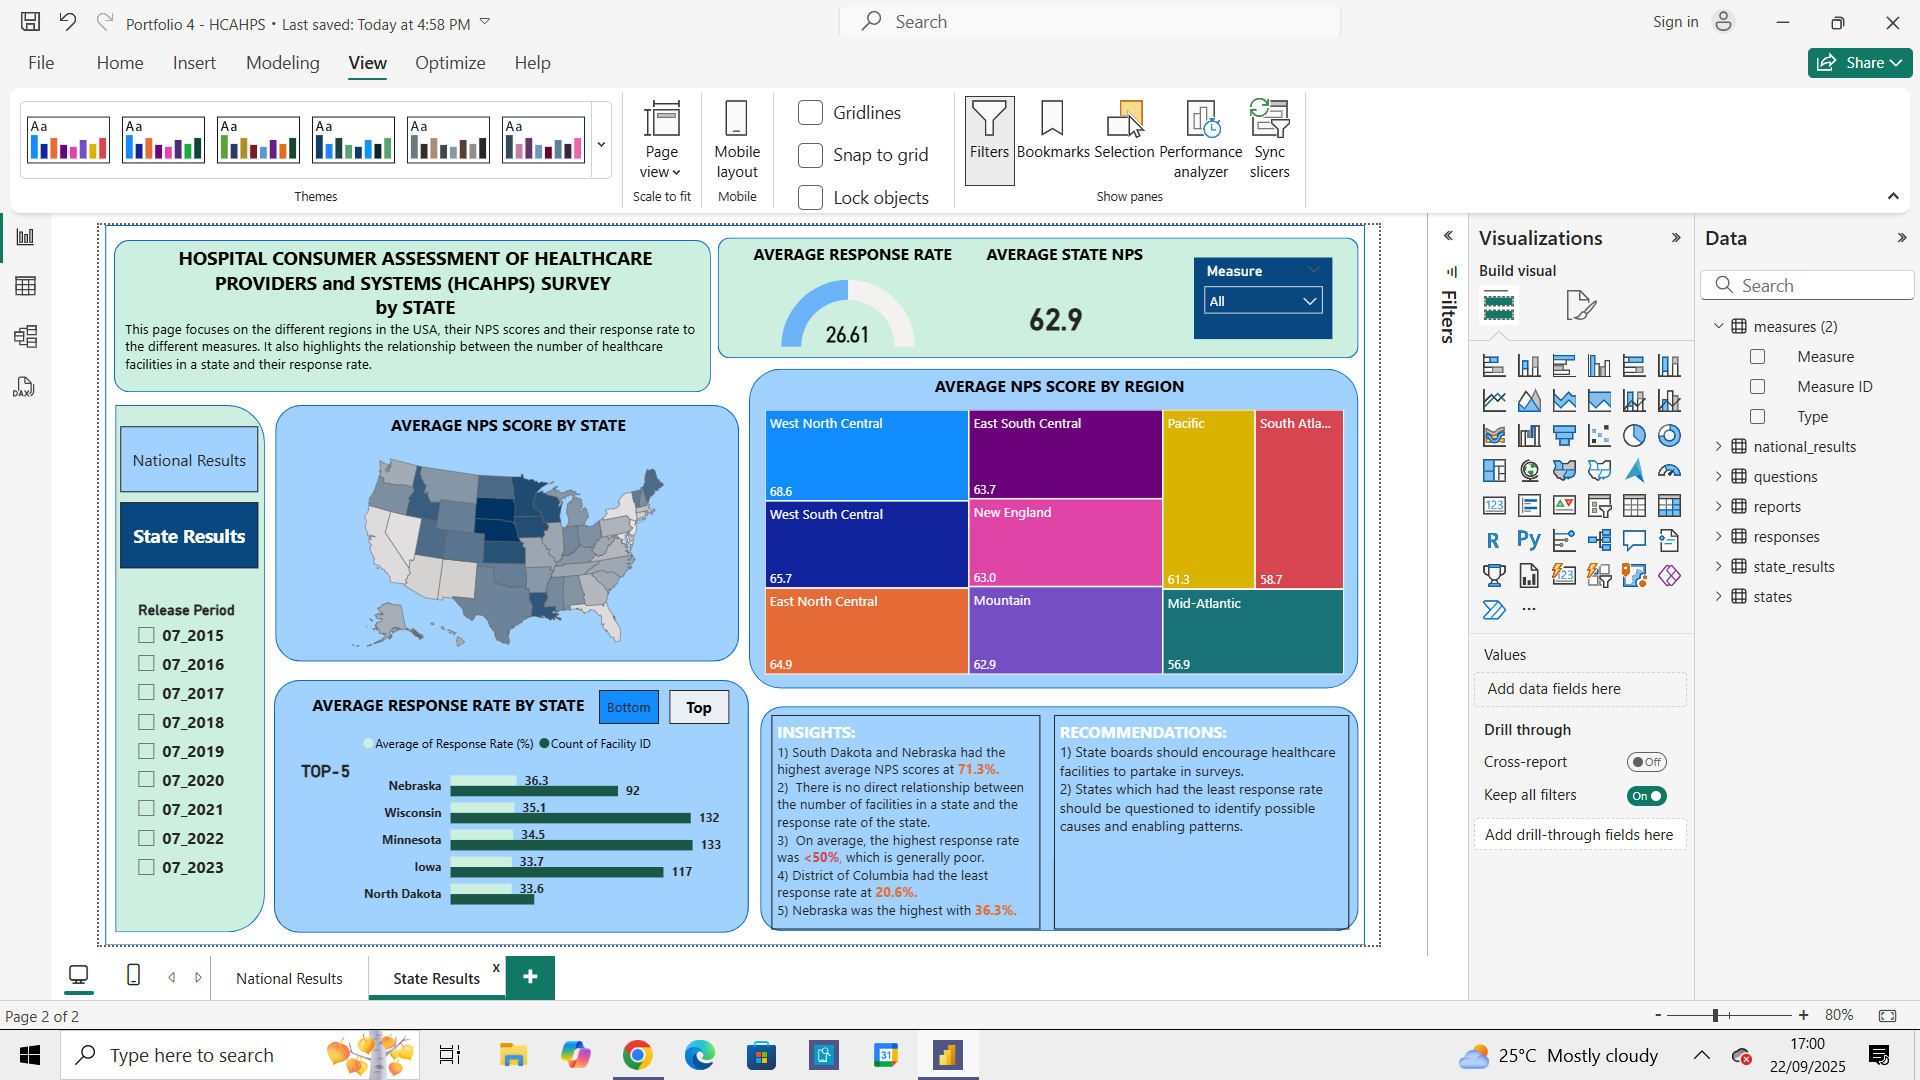 Portfolio 4 - HCAHPS • Last saved: Today at 4:58 PM
Search
Sign in
File
Home
Insert
Modeling
View
Optimize
Help
Share
Aa
Aa
Aa
Aa
Aa
Aa
Themes
Page
view
Scale to fit
Mobile
layout
Mobile
Gridlines
Snap to grid
Lock objects
Filters
Bookmarks
Selection
Performance
analyzer
Sync
slicers
Show panes
HOSPITAL CONSUMER ASSESSMENT OF HEALTHCARE
PROVIDERS and SYSTEMS (HCAHPS) SURVEY
by STATE
This page focuses on the different regions in the USA, their NPS scores and their response rate to
the different measures. It also highlights the relationship between the number of healthcare
facilities in a state and their response rate.
AVERAGE RESPONSE RATE
26.61
AVERAGE STATE NPS
62.9
Measure
All
National Results
State Results
Release Period
07_2015
07_2016
07_2017
07_2018
07_2019
07_2020
07_2021
07_2022
07_2023
AVERAGE NPS SCORE BY STATE
AVERAGE NPS SCORE BY REGION
West North Central
68.6
West South Central
65.7
East North Central
64.9
East South Central
63.7
New England
63.0
Mountain
62.9
Pacific
61.3
South Atla...
58.7
Mid-Atlantic
56.9
AVERAGE RESPONSE RATE BY STATE
Bottom
Top
Average of Response Rate (%)
Count of Facility ID
TOP-5
Nebraska
36.3
92
Wisconsin
35.1
132
Minnesota
34.5
133
Iowa
33.7
117
North Dakota
33.6
INSIGHTS:
1) South Dakota and Nebraska had the
highest average NPS scores at 71.3%.
2) There is no direct relationship between
the number of facilities in a state and the
response rate of the state.
3) On average, the highest response rate
was <50%, which is generally poor.
4) District of Columbia had the least
response rate at 20.6%.
5) Nebraska was the highest with 36.3%.
RECOMMENDATIONS:
1) State boards should encourage healthcare
facilities to partake in surveys.
2) States which had the least response rate
should be questioned to identify possible
causes and enabling patterns.
Filters
Visualizations
Build visual
R
Py
123
123
Values
Add data fields here
Drill through
Cross-report
Off
Keep all filters
On
Add drill-through fields here
Data
Search
measures (2)
Measure
Measure ID
Type
national_results
questions
reports
responses
state_results
states
DAX
National Results
State Results
x
+
Page 2 of 2
- + 80%
Type here to search
31
25°C Mostly cloudy
17:00
22/09/2025